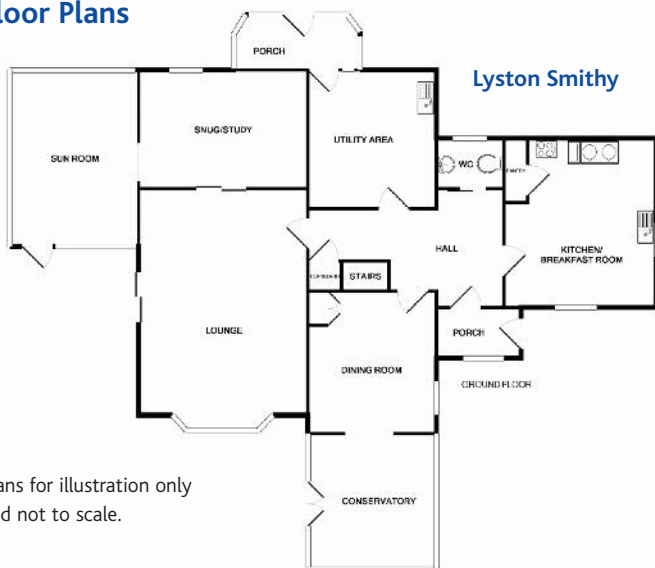 loor Plans
Lyston Smithy
PORCH
SNUG/STUDY
UTILITY AREA
SUN ROOM
WC
HALL
KITCHEN/
BREAKFAST ROOM
STAIRS
LOUNGE
PORCH
DINING ROOM
GROUND FLOOR
ans for illustration only
d not to scale.
CONSERVATORY